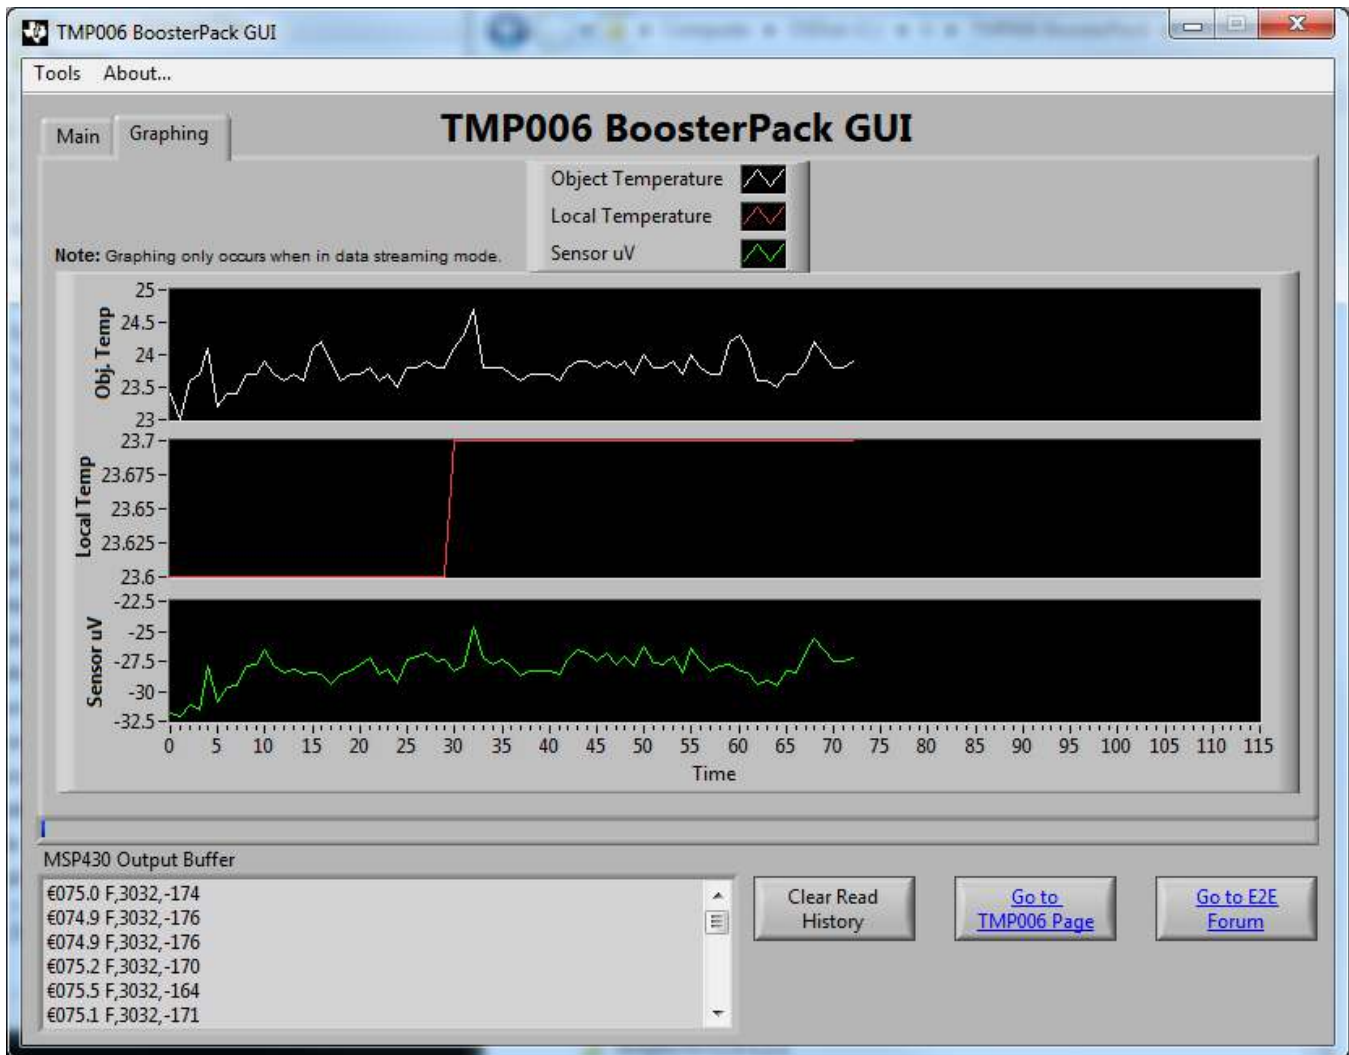 TMP006 BoosterPack GUI
Tools About...
Main Graphing
TMP006 BoosterPack GUI
Object Temperature
Local Temperature
Sensor uV
Note: Graphing only occurs when in data streaming mode.
Obj. Temp
25
24.5
24
23.5
23
Local Temp
23.7
23.675
23.65
23.625
23.6
Sensor uV
-22.5
-25
-27.5
-30
-32.5
0 5 10 15 20 25 30 35 40 45 50 55 60 65 70 75 80 85 90 95 100 105 110 115
Time
MSP430 Output Buffer
€075.0 F,3032,-174
€074.9 F,3032,-176
€074.9 F,3032,-176
€075.2 F,3032,-170
€075.5 F,3032,-164
€075.1 F,3032,-171
Clear Read
History
Go to
TMP006 Page
Go to E2E
Forum